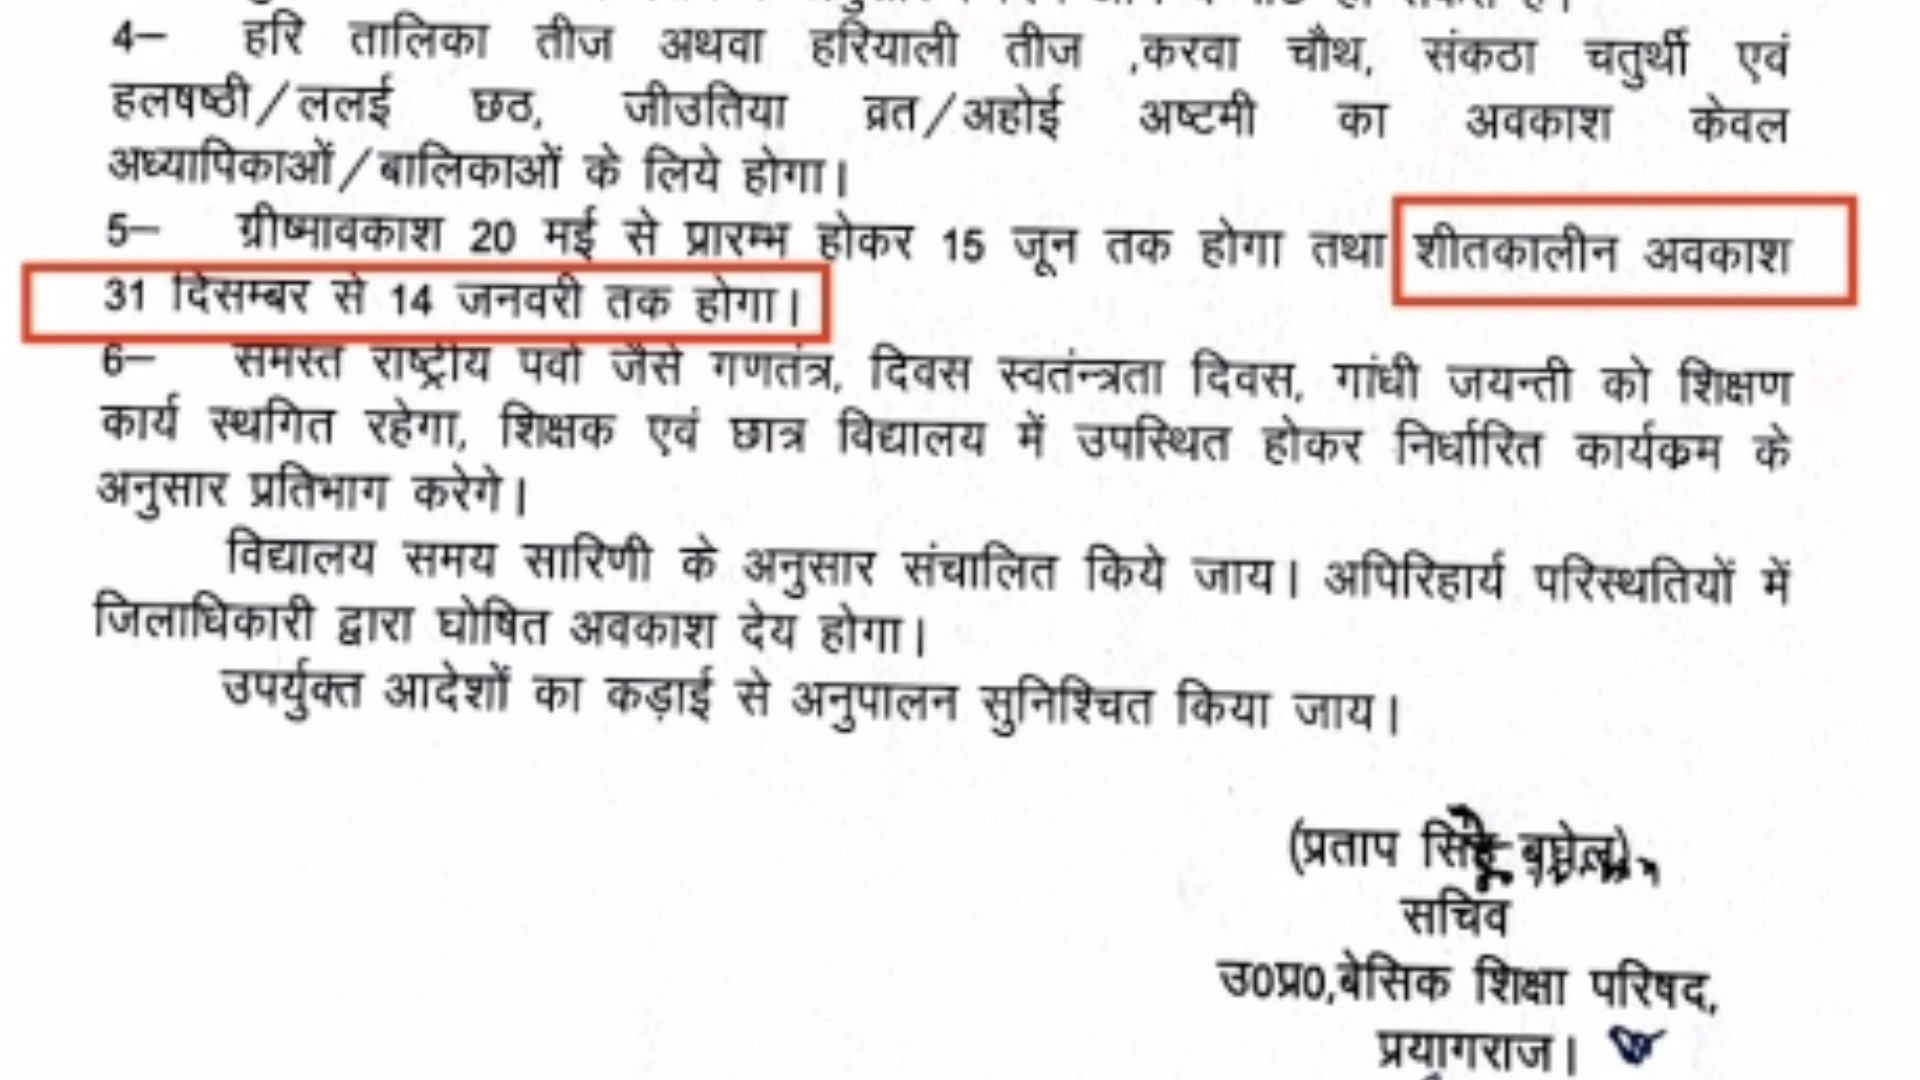 4– हरि तालिका तीज अथवा हरियाली तीज ,करवा चौथ, संकठा चतुर्थी एवं
हलषष्ठी/ललई छठ, जीउतिया व्रत/अहोई अष्टमी का अवकाश केवल
अध्यापिकाओं/बालिकाओं के लिये होगा।
5– ग्रीष्मावकाश 20 मई से प्रारम्भ होकर 15 जून तक होगा तथा शीतकालीन अवकाश
31 दिसम्बर से 14 जनवरी तक होगा।
6– समस्त राष्ट्रीय पर्वो जैसे गणतंत्र, दिवस स्वतंन्त्रता दिवस, गांधी जयन्ती को शिक्षण
कार्य स्थगित रहेगा, शिक्षक एवं छात्र विद्यालय में उपस्थित होकर निर्धारित कार्यक्रम के
अनुसार प्रतिभाग करेगे।
विद्यालय समय सारिणी के अनुसार संचालित किये जाय। अपिरिहार्य परिस्थतियों में
जिलाधिकारी द्वारा घोषित अवकाश देय होगा।
उपर्युक्त आदेशों का कड़ाई से अनुपालन सुनिश्चित किया जाय।
(प्रताप सिंह बघेल)
सचिव
उ0प्र0,बेसिक शिक्षा परिषद,
प्रयागराज।